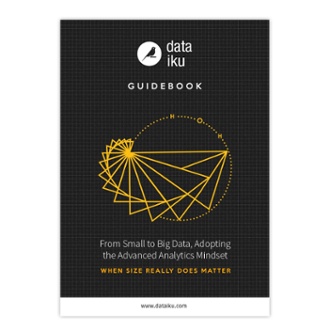 data
iku
GUIDEBOOK
H O H
From Small to Big Data, Adopting
the Advanced Analytics Mindset
WHEN SIZE REALLY DOES MATTER
www.dataiku.com